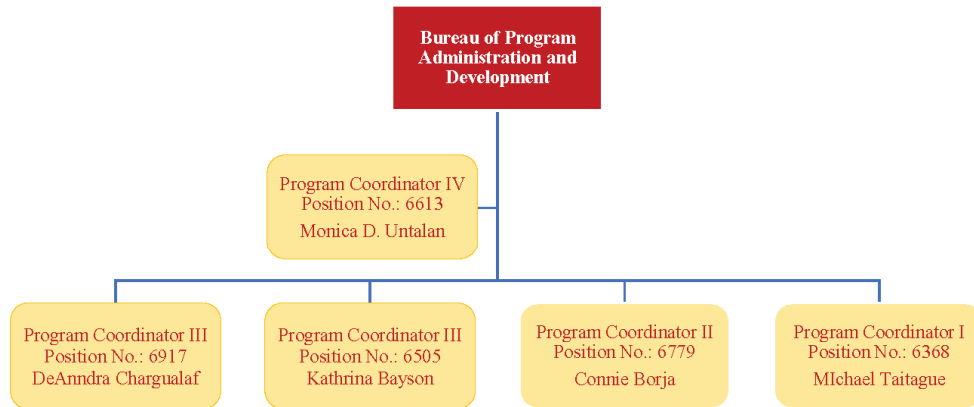 Bureau of Program
Administration and
Development
Program Coordinator IV
Position No.: 6613
Monica D. Untalan
Program Coordinator III
Position No.: 6917
DeAnndra Chargualaf
Program Coordinator III
Position No.: 6505
Kathrina Bayson
Program Coordinator II
Position No.: 6779
Connie Borja
Program Coordinator I
Position No.: 6368
MIchael Taitague